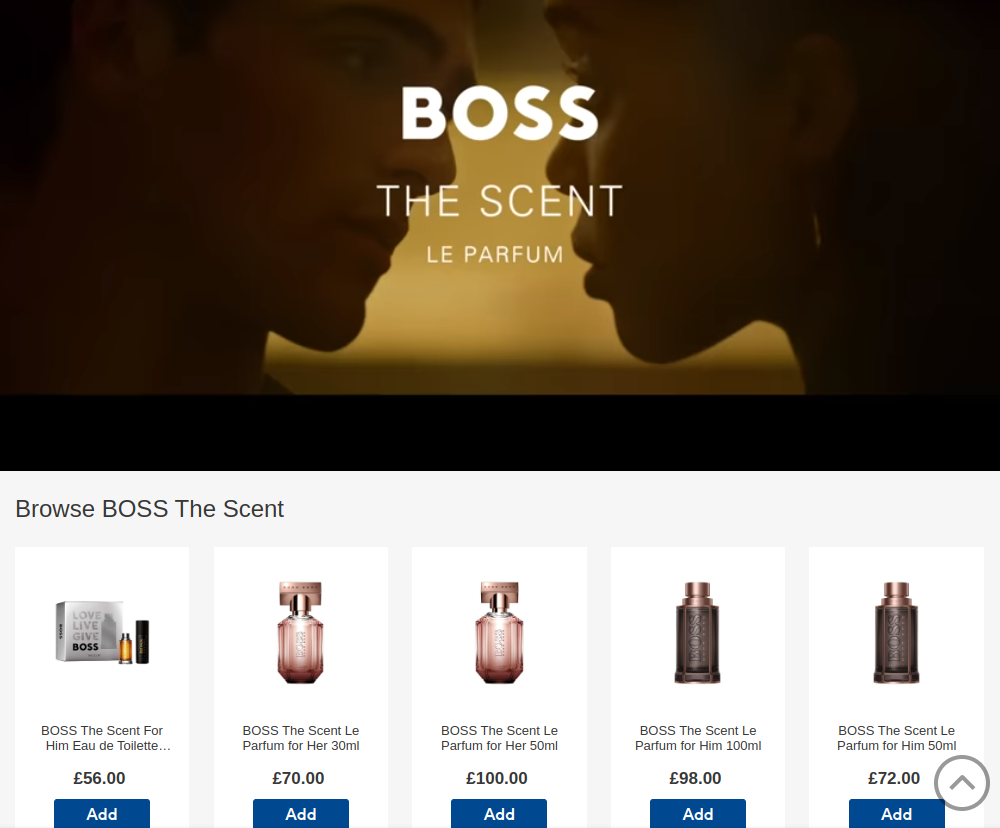 BOSS
THE SCENT
LE PARFUM
Browse BOSS The Scent
LOVE
LIVE
GIVE
BOSS
BOSS The Scent For
Him Eau de Toilette…
£56.00
Add
BOSS The Scent Le
Parfum for Her 30ml
£70.00
Add
BOSS The Scent Le
Parfum for Her 50ml
£100.00
Add
BOSS
BOSS The Scent Le
Parfum for Him 100ml
£98.00
Add
BOSS
BOSS The Scent Le
Parfum for Him 50ml
£72.00
Add